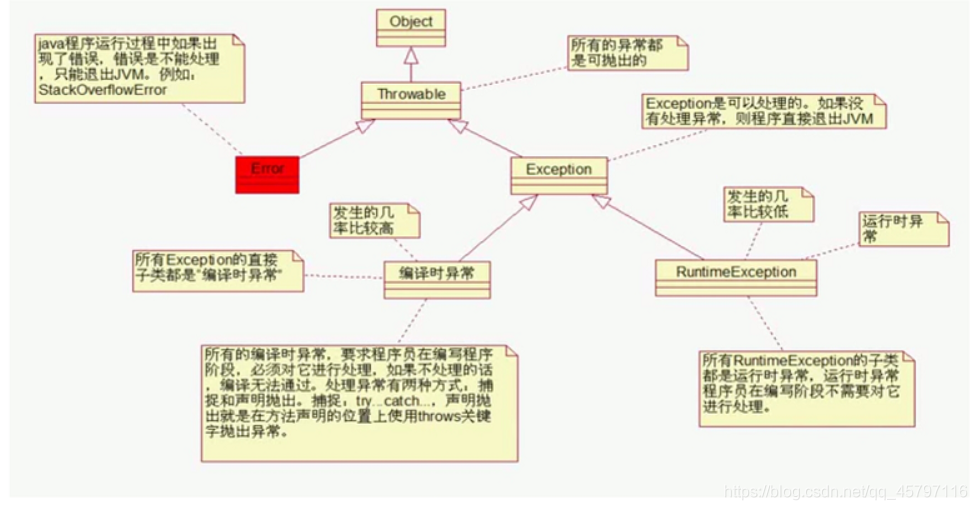 Object
java程序运行过程中如果出
现了错误，错误是不能处理
，只能退出JVM。例如：
StackOverflowError
所有的异常都
是可抛出的
Throwable
Exception是可以处理的。如果没
有处理异常，则程序直接退出JVM
Error
Exception
发生的几
率比较高
发生的几
率比较低
运行时异
常
所有Exception的直接
子类都是“编译时异常”
编译时异常
RuntimeException
所有的编译时异常，要求程序员在编写程序
阶段，必须对它进行处理，如果不处理的话
，编译无法通过。处理异常有两种方式：捕
捉和声明抛出。捕捉：try...catch...，声明抛
出就是在方法声明的位置上使用throws关键
字抛出异常。
所有RuntimeException的子类
都是运行时异常，运行时异常
程序员在编写阶段不需要对它
进行处理。
https://blog.csdn.net/qq_45797116